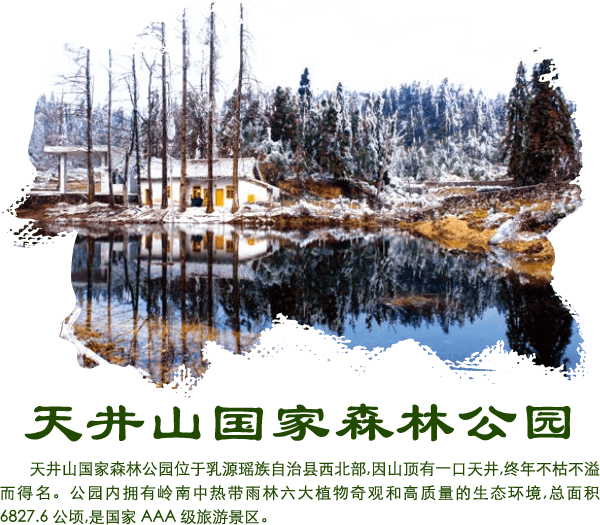 天井山国家森林公园
天井山国家森林公园位于乳源瑶族自治县西北部,因山顶有一口天井,终年不枯不溢
而得名。公园内拥有岭南中热带雨林六大植物奇观和高质量的生态环境,总面积
6827.6 公顷,是国家 AAA 级旅游景区。